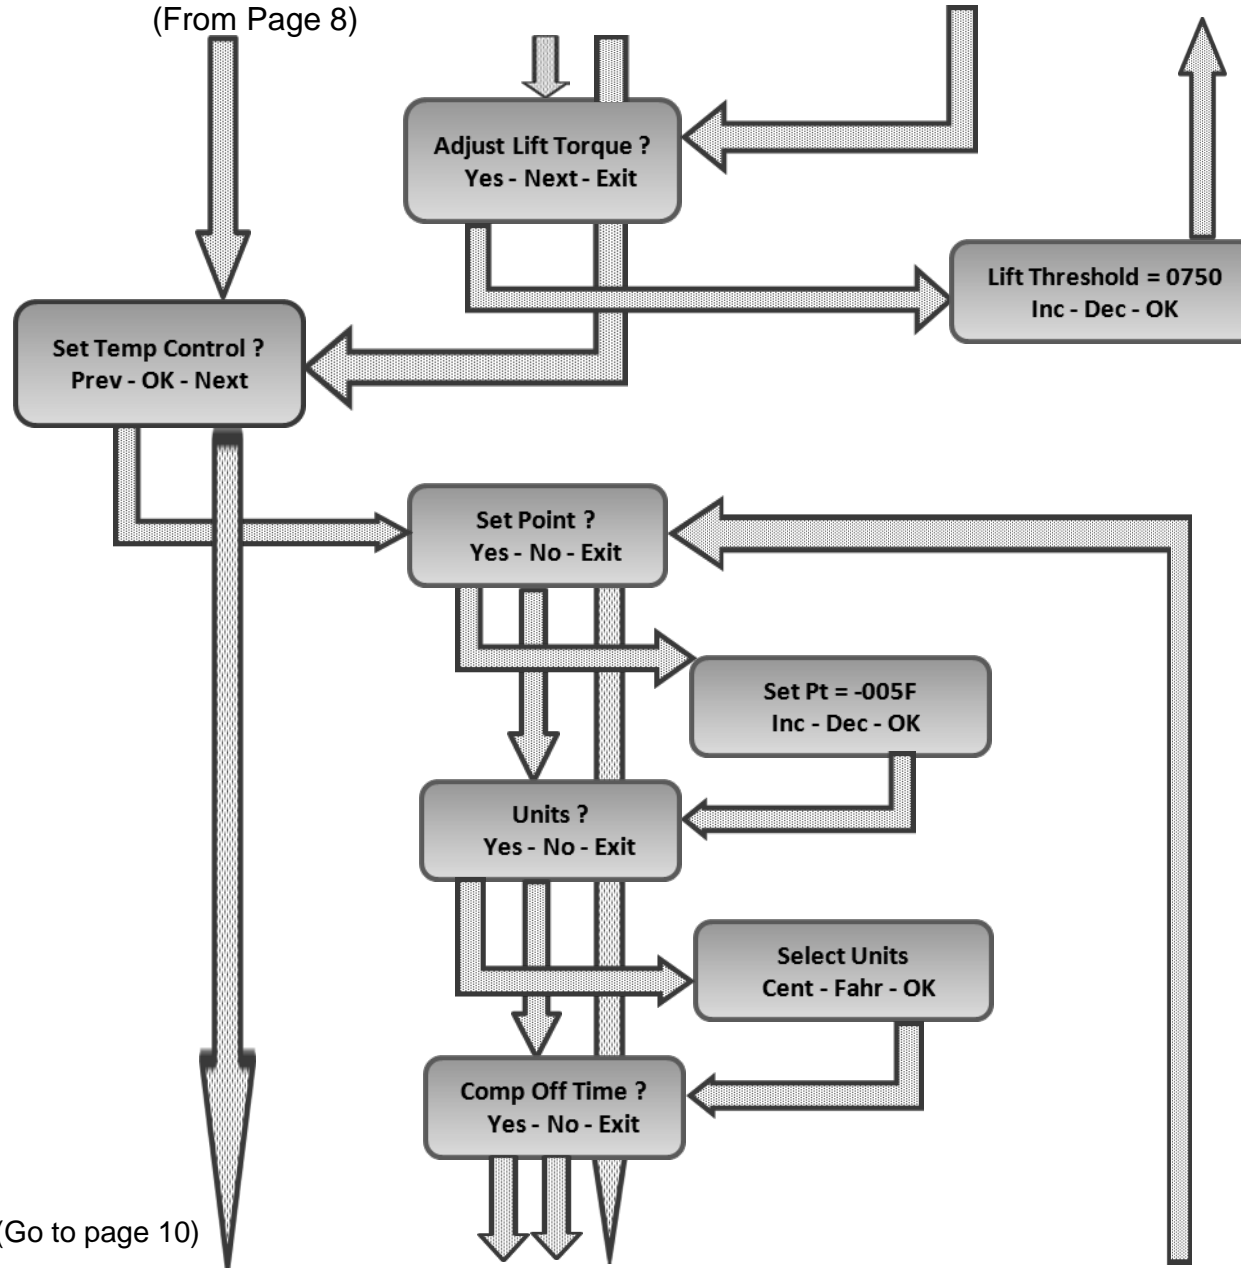 (From Page 8)
Adjust Lift Torque ?
Yes - Next - Exit
Lift Threshold = 0750
Inc - Dec - OK
Set Temp Control ?
Prev - OK - Next
Set Point ?
Yes - No - Exit
Set Pt = -005F
Inc - Dec - OK
Units ?
Yes - No - Exit
Select Units
Cent - Fahr - OK
Comp Off Time ?
Yes - No - Exit
(Go to page 10)